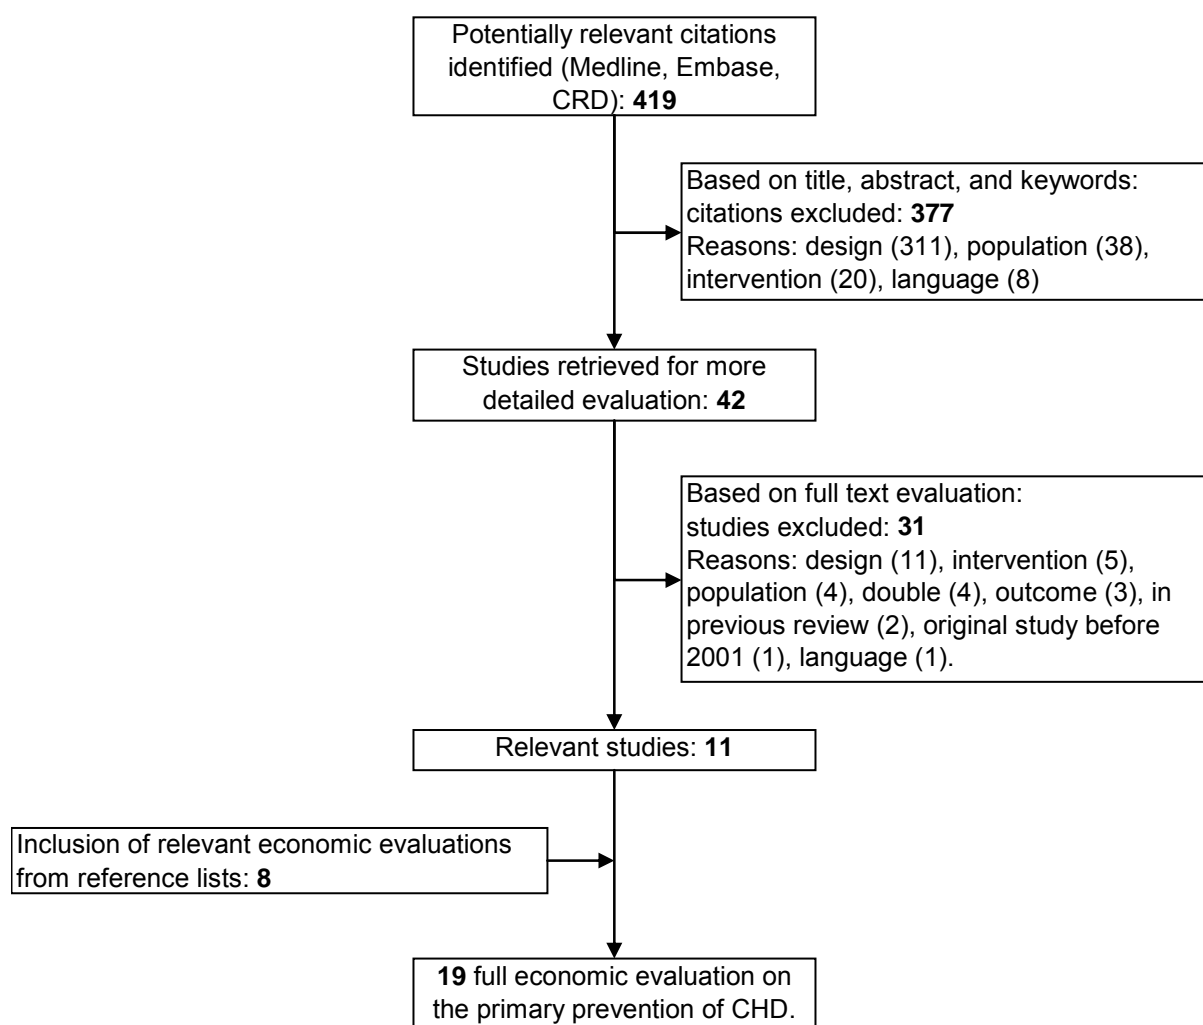 Potentially relevant citations
identified (Medline, Embase,
CRD): 419
Based on title, abstract, and keywords:
citations excluded: 377
Reasons: design (311), population (38),
intervention (20), language (8)
Studies retrieved for more
detailed evaluation: 42
Based on full text evaluation:
studies excluded: 31
Reasons: design (11), intervention (5),
population (4), double (4), outcome (3), in
previous review (2), original study before
2001 (1), language (1).
Relevant studies: 11
Inclusion of relevant economic evaluations
from reference lists: 8
19 full economic evaluation on
the primary prevention of CHD.